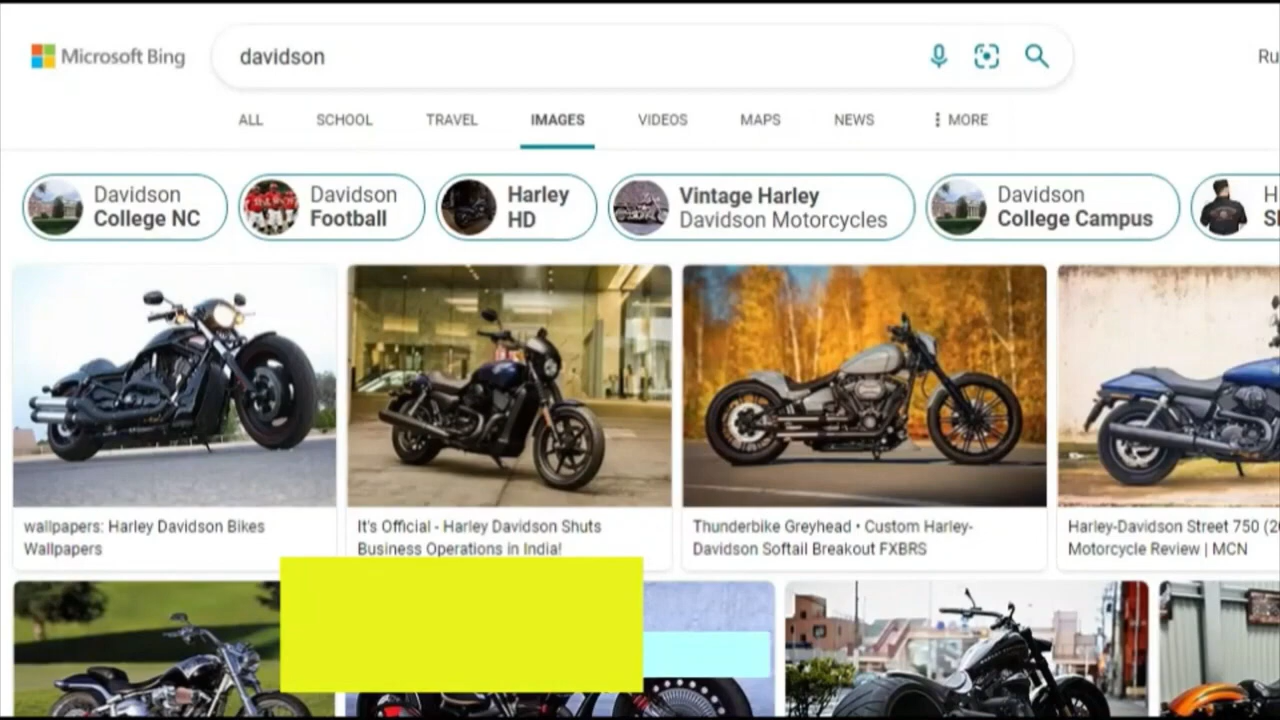 Microsoft Bing
davidson
Ru
ALL SCHOOL TRAVEL IMAGES VIDEOS MAPS NEWS MORE
Davidson
College NC
Davidson
Football
Harley
HD
Vintage Harley
Davidson Motorcycles
Davidson
College Campus
H
wallpapers: Harley Davidson Bikes
Wallpapers
It's Official - Harley Davidson Shuts
Business Operations in India!
Thunderbike Greyhead • Custom Harley-
Davidson Softail Breakout FXBRS
Harley-Davidson Street 750 (2
Motorcycle Review | MCN